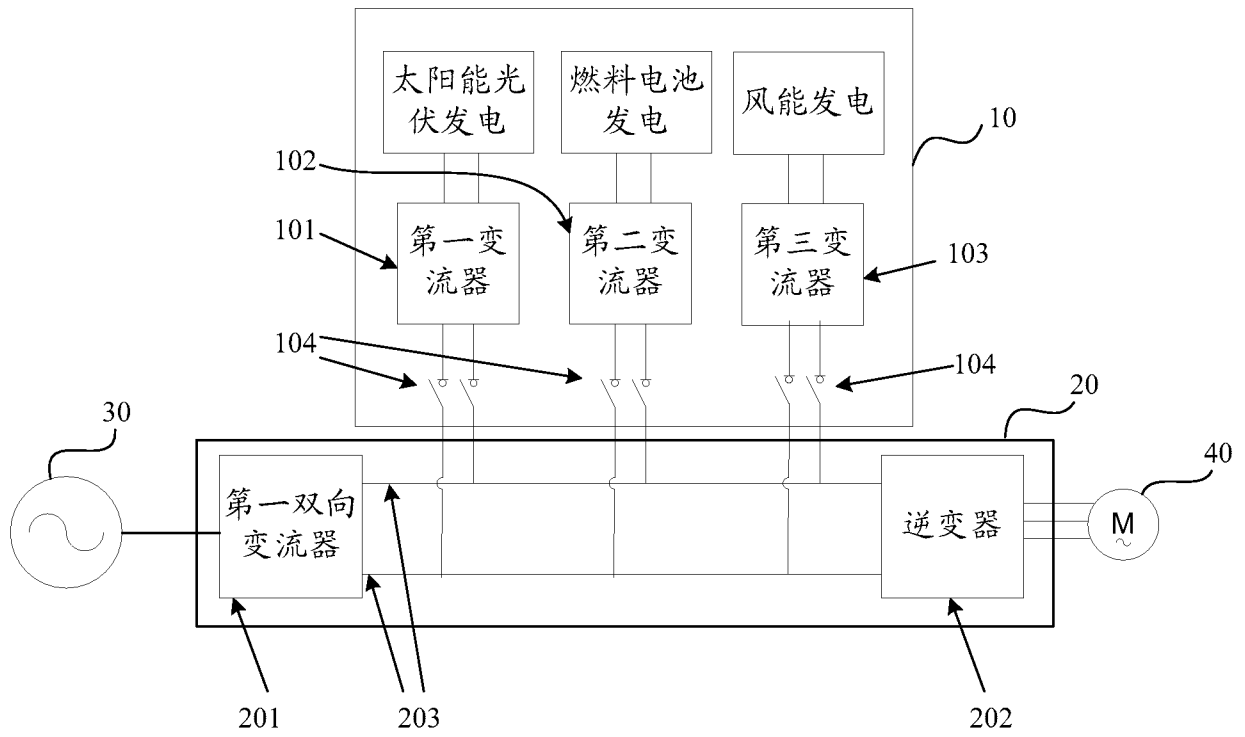 太阳能光
伏发电
燃料电池
发电
风能发电
10
102
101
第一变
流器
第二变
流器
第三变
流器
103
104
104
30
20
40
第一双向
变流器
逆变器
M
~
201
203
202